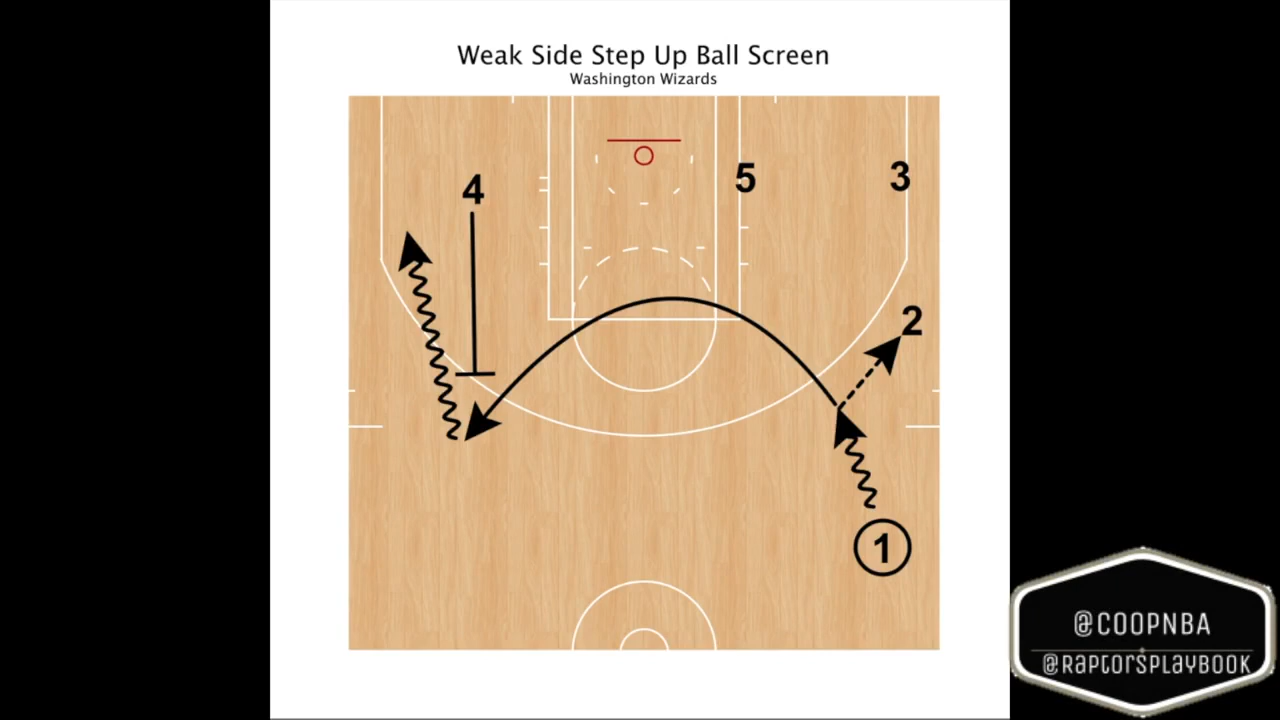 Weak Side Step Up Ball Screen
Washington Wizards
4
5
3
2
1
@COOPNBA
@RAPTORSPLAYBOOK